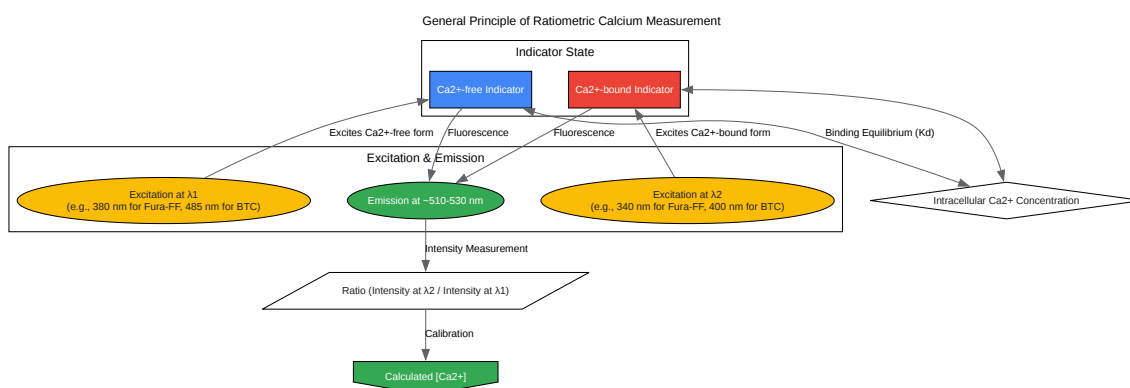 General Principle of Ratiometric Calcium Measurement
Indicator State
Ca2+-free Indicator
Ca2+-bound Indicator
Excites Ca2+-free form
Fluorescence
Fluorescence
Excites Ca2+-bound form
Binding Equilibrium (Kd)
Excitation & Emission
Excitation at λ1
(e.g., 380 nm for Fura-FF, 485 nm for BTC)
Emission at ~510-530 nm
Excitation at λ2
(e.g., 340 nm for Fura-FF, 400 nm for BTC)
Intracellular Ca2+ Concentration
Intensity Measurement
Ratio (Intensity at λ2 / Intensity at λ1)
Calibration
Calculated [Ca2+]